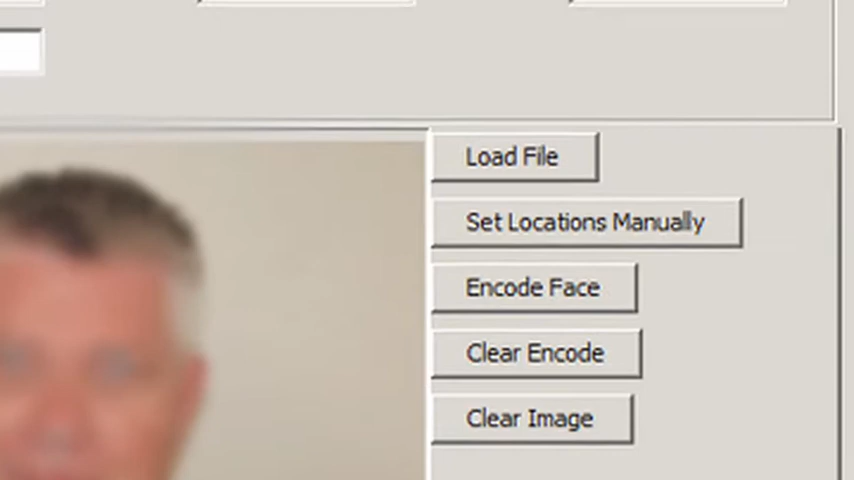 Load File
Set Locations Manually
Encode Face
Clear Encode
Clear Image